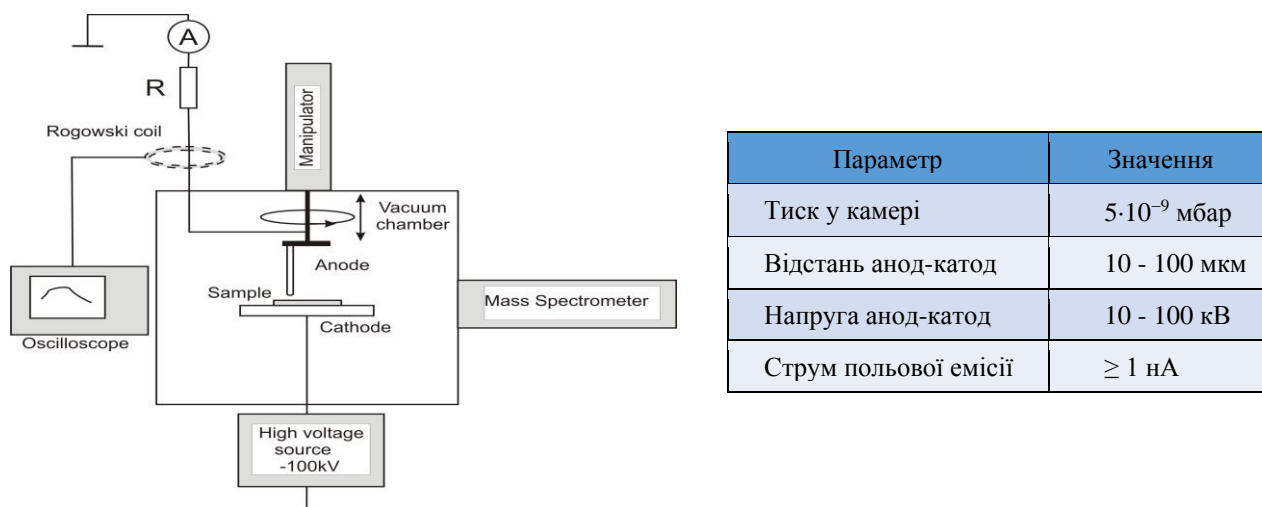 A
R
Rogowski coil
Manipulator
Vacuum
chamber
Anode
Sample
Cathode
Mass Spectrometer
Oscilloscope
High voltage
source
-100kV
Параметр Значення
Тиск у камері 5·10⁻⁹ мбар
Відстань анод-катод 10 - 100 мкм
Напруга анод-катод 10 - 100 кВ
Струм польової емісії ≥ 1 нА